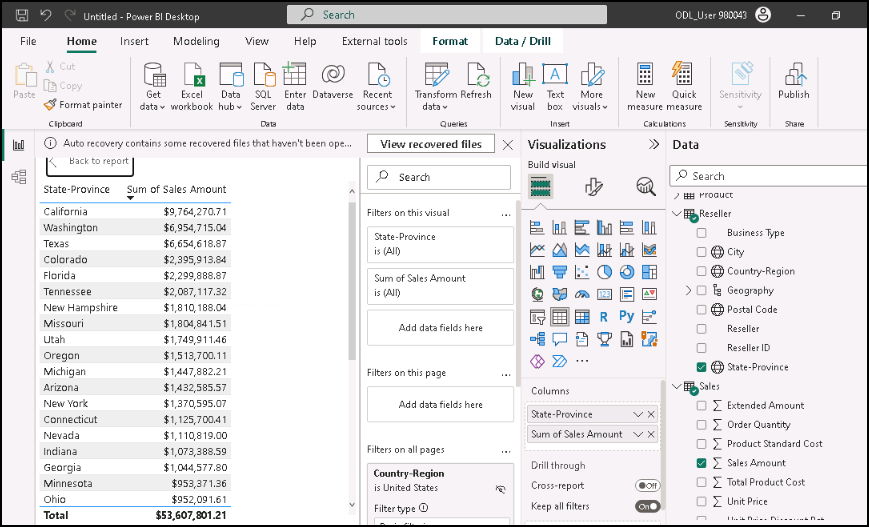 Untitled - Power BI Desktop
Search
ODL_User 980043
File
Home
Insert
Modeling
View
Help
External tools
Format
Data / Drill
Paste
Cut
Copy
Format painter
Clipboard
Get data
Excel workbook
Data hub
SQL Server
Enter data
Dataverse
Recent sources
Data
Transform data
Refresh
Queries
New visual
Text box
More visuals
Insert
New measure
Quick measure
Calculations
Sensitivity
Sensitivity
Publish
Share
Auto recovery contains some recovered files that haven't been ope...
View recovered files
Back to report
State-Province Sum of Sales Amount
California $9,764,270.71
Washington $6,954,715.04
Texas $6,654,618.87
Colorado $2,395,913.84
Florida $2,299,888.87
Tennessee $2,087,117.32
New Hampshire $1,810,188.04
Missouri $1,804,841.51
Utah $1,749,911.46
Oregon $1,513,700.11
Michigan $1,447,882.21
Arizona $1,432,585.57
New York $1,370,595.07
Connecticut $1,125,700.41
Nevada $1,110,819.00
Indiana $1,073,388.59
Georgia $1,044,577.80
Minnesota $953,371.36
Ohio $952,091.61
Total $53,607,801.21
Search
Filters on this visual ...
State-Province
is (All)
Sum of Sales Amount
is (All)
Add data fields here
Filters on this page ...
Add data fields here
Filters on all pages ...
Country-Region
is United States
Filter type
Visualizations
Build visual
R
Py
123
...
Columns
State-Province
Sum of Sales Amount
Drill through
Cross-report Off
Keep all filters On
Data
Search
Product
Reseller
Business Type
City
Country-Region
Geography
Postal Code
Reseller
Reseller ID
State-Province
Sales
Extended Amount
Order Quantity
Product Standard Cost
Sales Amount
Total Product Cost
Unit Price
Unit Price Discount Pct